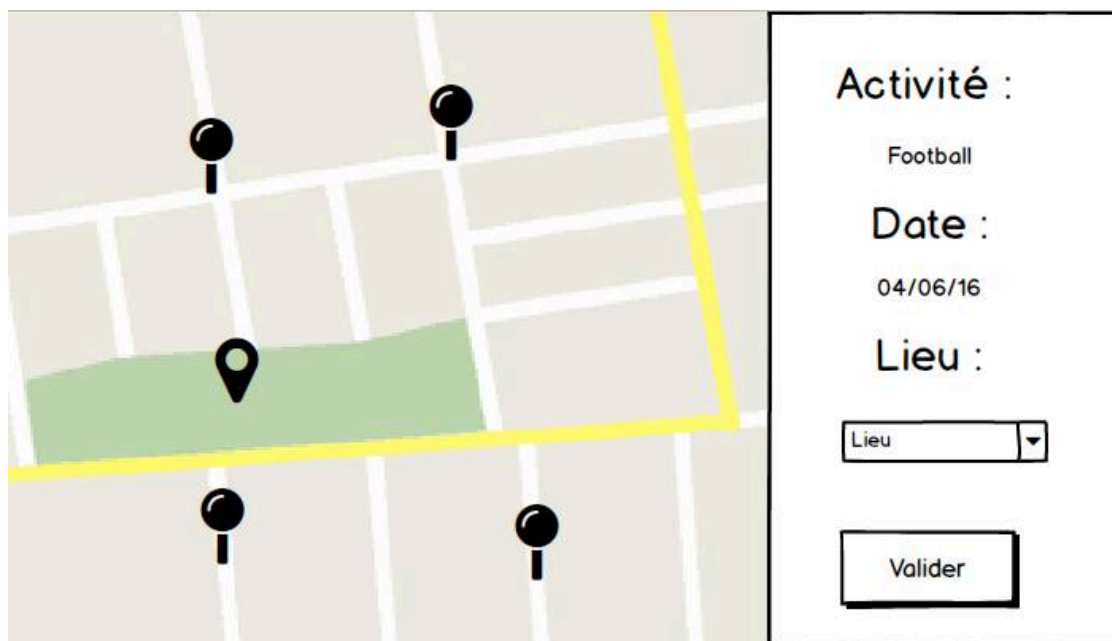 Activité :
Football
Date :
04/06/16
Lieu :
Lieu
Valider